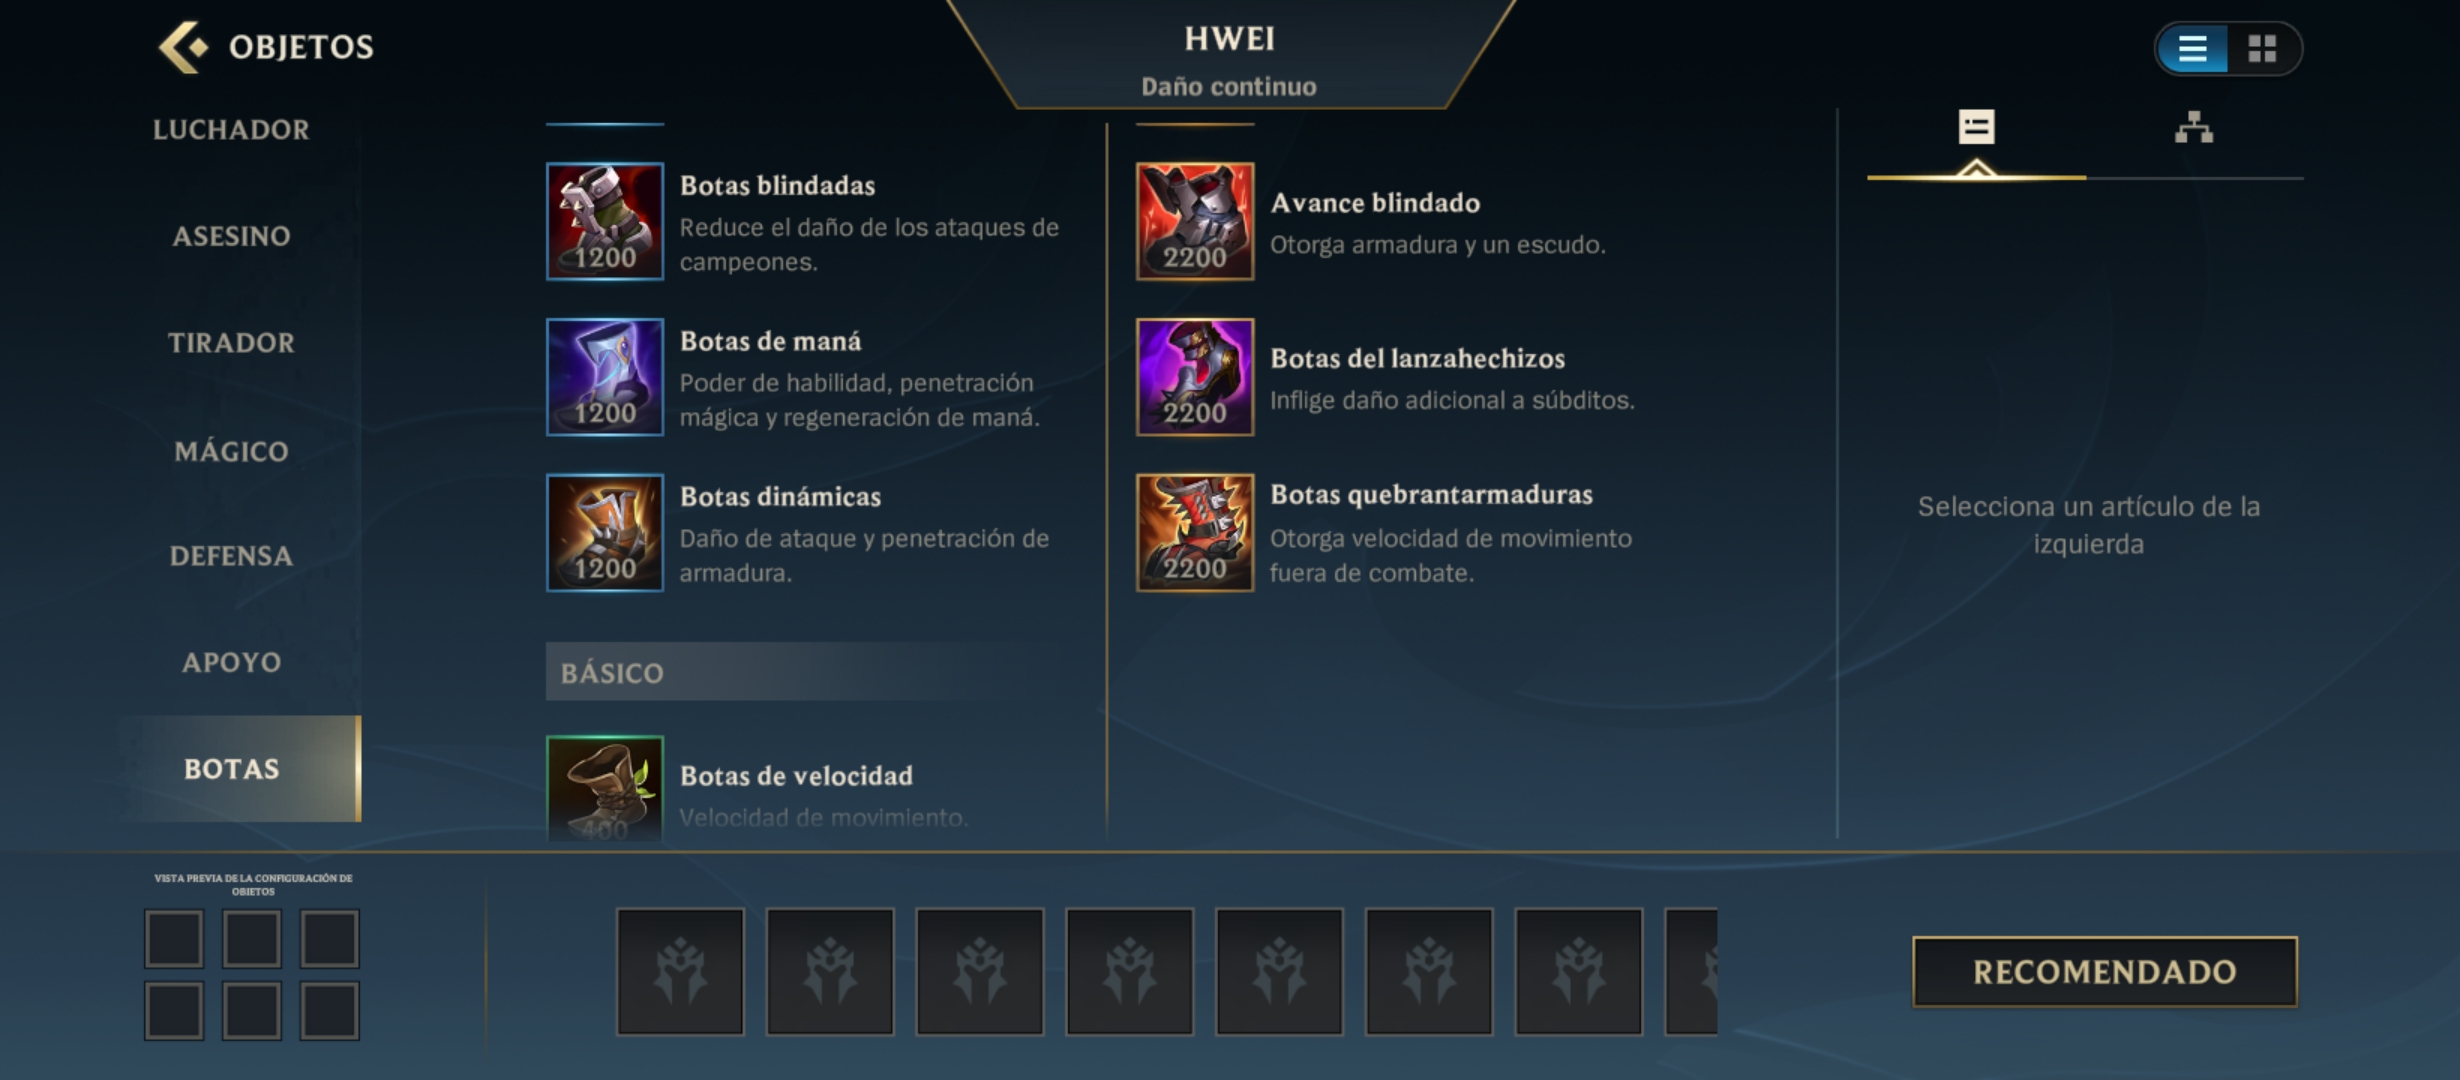 OBJETOS
HWEI
Daño continuo
LUCHADOR
ASESINO
TIRADOR
MÁGICO
DEFENSA
APOYO
BOTAS
Botas blindadas
Reduce el daño de los ataques de
campeones.
1200
Botas de maná
Poder de habilidad, penetración
mágica y regeneración de maná.
1200
Botas dinámicas
Daño de ataque y penetración de
armadura.
1200
BÁSICO
Botas de velocidad
Velocidad de movimiento.
400
Avance blindado
Otorga armadura y un escudo.
2200
Botas del lanzahechizos
Inflige daño adicional a súbditos.
2200
Botas quebrantarmaduras
Otorga velocidad de movimiento
fuera de combate.
2200
Selecciona un artículo de la
izquierda
VISTA PREVIA DE LA CONFIGURACIÓN DE
OBJETOS
RECOMENDADO